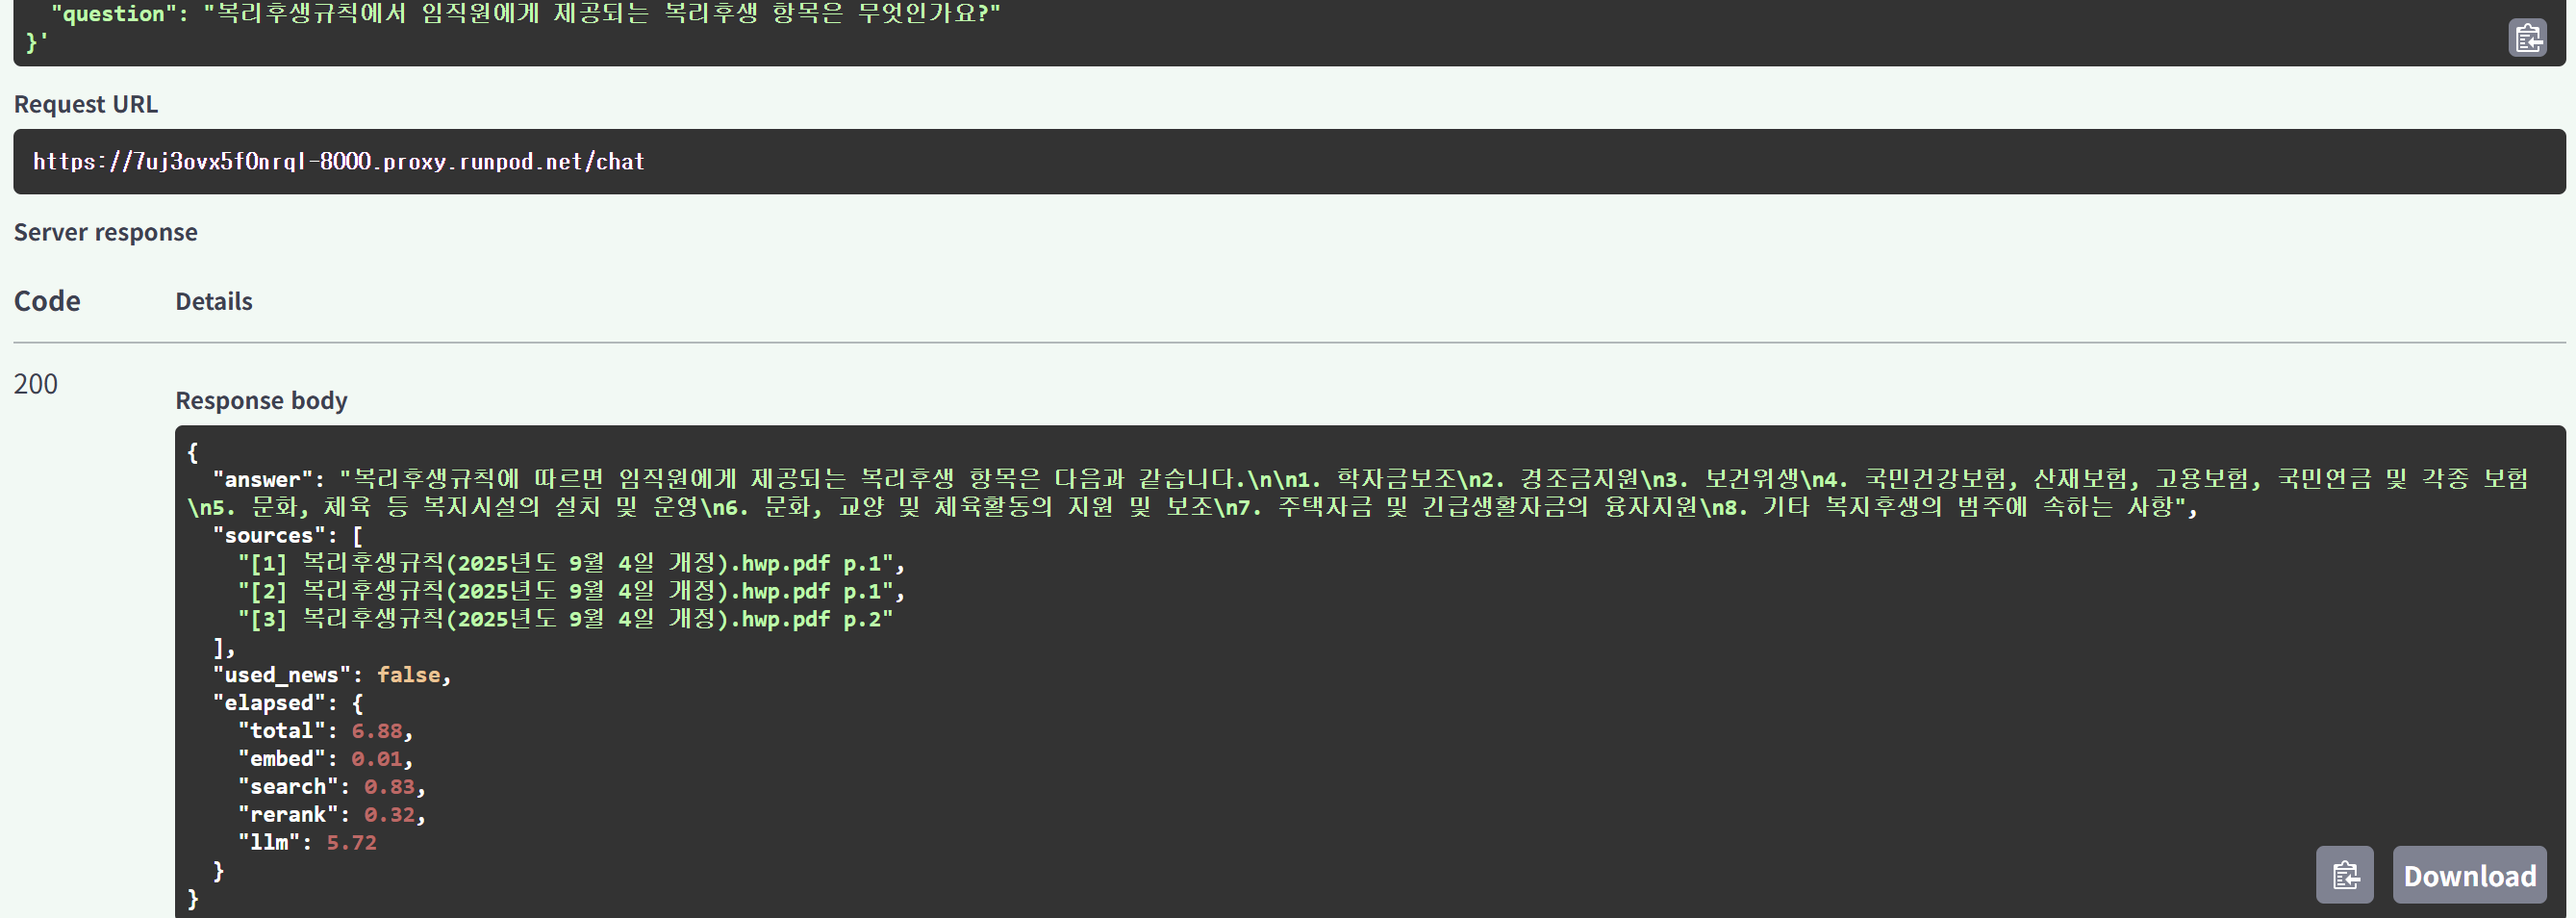 "question": "복리후생규칙에서 임직원에게 제공되는 복리후생 항목은 무엇인가요?"
}'
Request URL
https://7uj3ovx5f0nrql-8000.proxy.runpod.net/chat
Server response
Code Details
200
Response body
{
"answer": "복리후생규칙에 따르면 임직원에게 제공되는 복리후생 항목은 다음과 같습니다.\n\n1. 학자금보조\n2. 경조금지원\n3. 보건위생\n4. 국민건강보험, 산재보험, 고용보험, 국민연금 및 각종 보험
\n5. 문화, 체육 등 복지시설의 설치 및 운영\n6. 문화, 교양 및 체육활동의 지원 및 보조\n7. 주택자금 및 긴급생활자금의 융자지원\n8. 기타 복지후생의 범주에 속하는 사항",
"sources": [
"[1] 복리후생규칙(2025년도 9월 4일 개정).hwp.pdf p.1",
"[2] 복리후생규칙(2025년도 9월 4일 개정).hwp.pdf p.1",
"[3] 복리후생규칙(2025년도 9월 4일 개정).hwp.pdf p.2"
],
"used_news": false,
"elapsed": {
"total": 6.88,
"embed": 0.01,
"search": 0.83,
"rerank": 0.32,
"llm": 5.72
}
}
Download